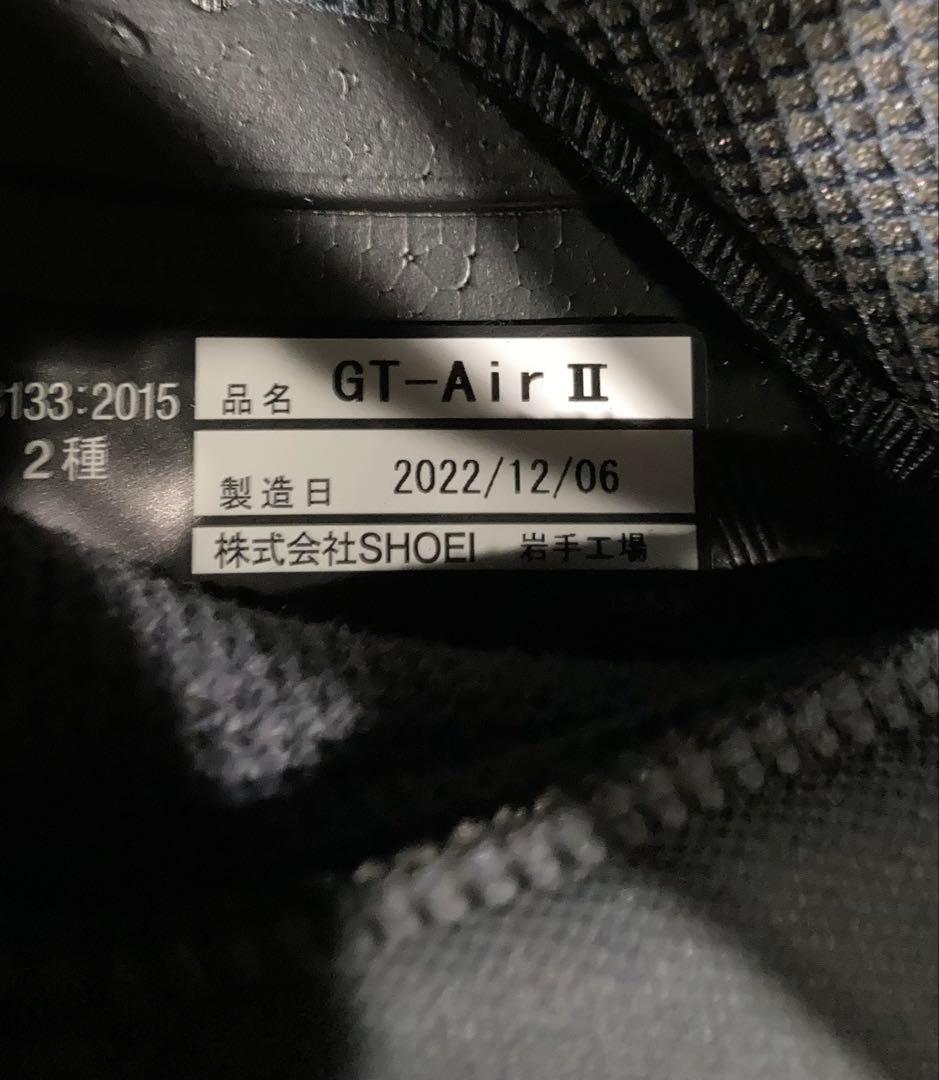 133:2015
2種
品名 GT-Air II
製造日 2022/12/06
株式会社SHOEI 岩手工場